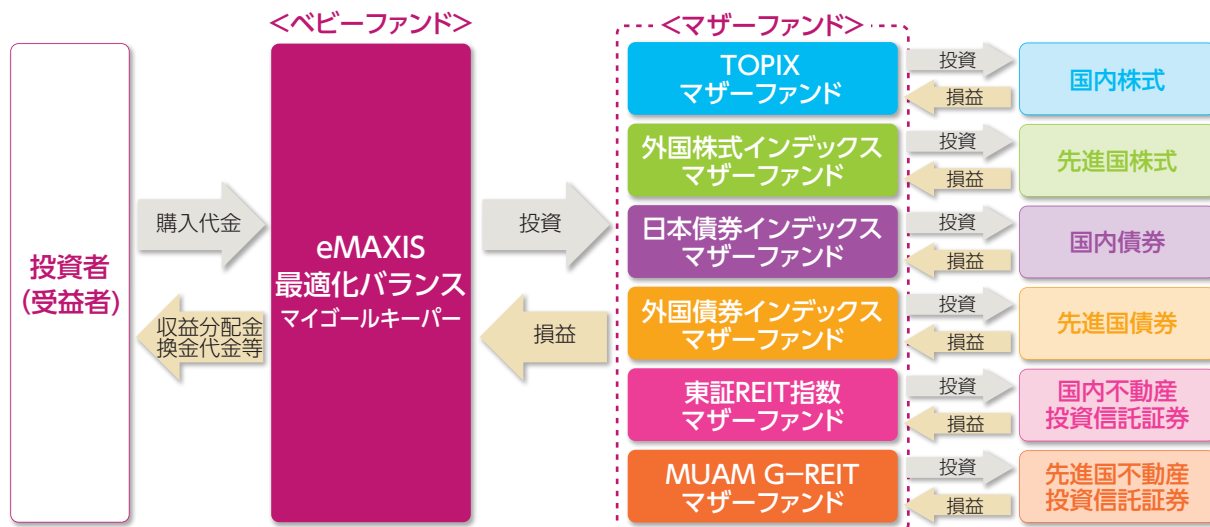 ＜ベビーファンド＞
＜マザーファンド＞
投資者
(受益者)
購入代金
収益分配金
換金代金等
eMAXIS
最適化バランス
マイゴールキーパー
投資
損益
TOPIX
マザーファンド
投資
損益
国内株式
外国株式インデックス
マザーファンド
投資
損益
先進国株式
日本債券インデックス
マザーファンド
投資
損益
国内債券
外国債券インデックス
マザーファンド
投資
損益
先進国債券
東証REIT指数
マザーファンド
投資
損益
国内不動産
投資信託証券
MUAM G−REIT
マザーファンド
投資
損益
先進国不動産
投資信託証券